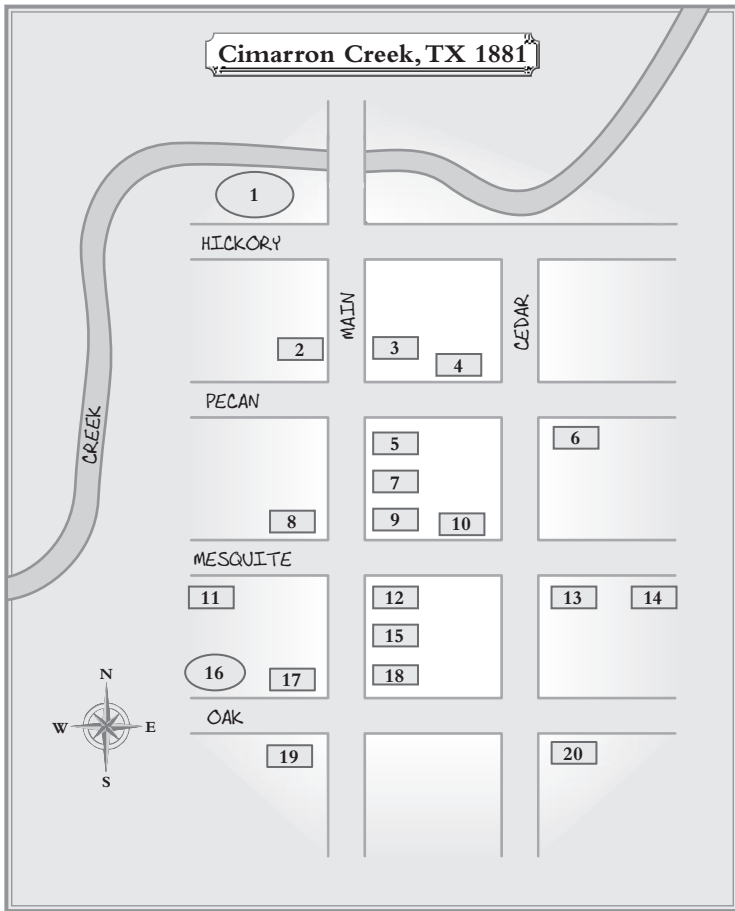 Cimarron Creek, TX 1881
1
HICKORY
MAIN
CEDAR
2
3
4
PECAN
CREEK
5
6
7
8
9
10
MESQUITE
11
12
13
14
15
16
17
18
OAK
N
W
E
S
19
20